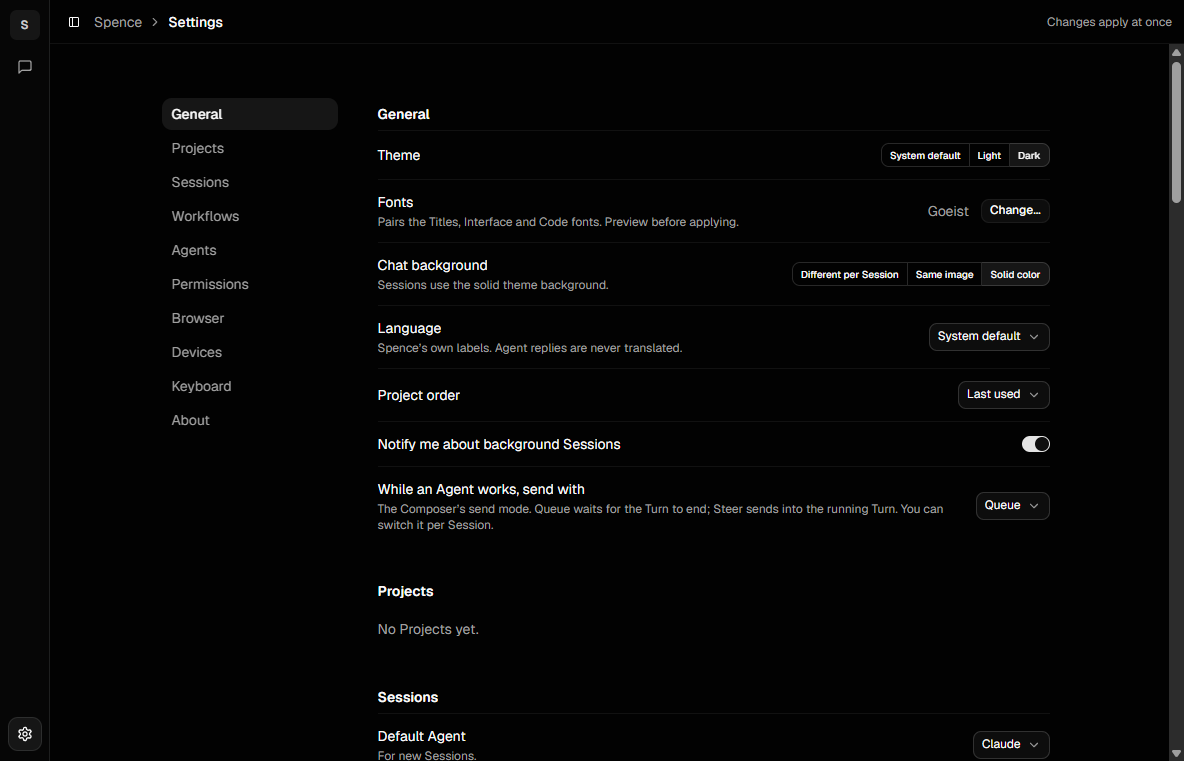 S
Spence > Settings
Changes apply at once
General
Projects
Sessions
Workflows
Agents
Permissions
Browser
Devices
Keyboard
About
General
Theme
System default
Light
Dark
Fonts
Pairs the Titles, Interface and Code fonts. Preview before applying.
Goeist
Change...
Chat background
Sessions use the solid theme background.
Different per Session
Same image
Solid color
Language
Spence's own labels. Agent replies are never translated.
System default
Project order
Last used
Notify me about background Sessions
While an Agent works, send with
The Composer's send mode. Queue waits for the Turn to end; Steer sends into the running Turn. You can
switch it per Session.
Queue
Projects
No Projects yet.
Sessions
Default Agent
For new Sessions.
Claude